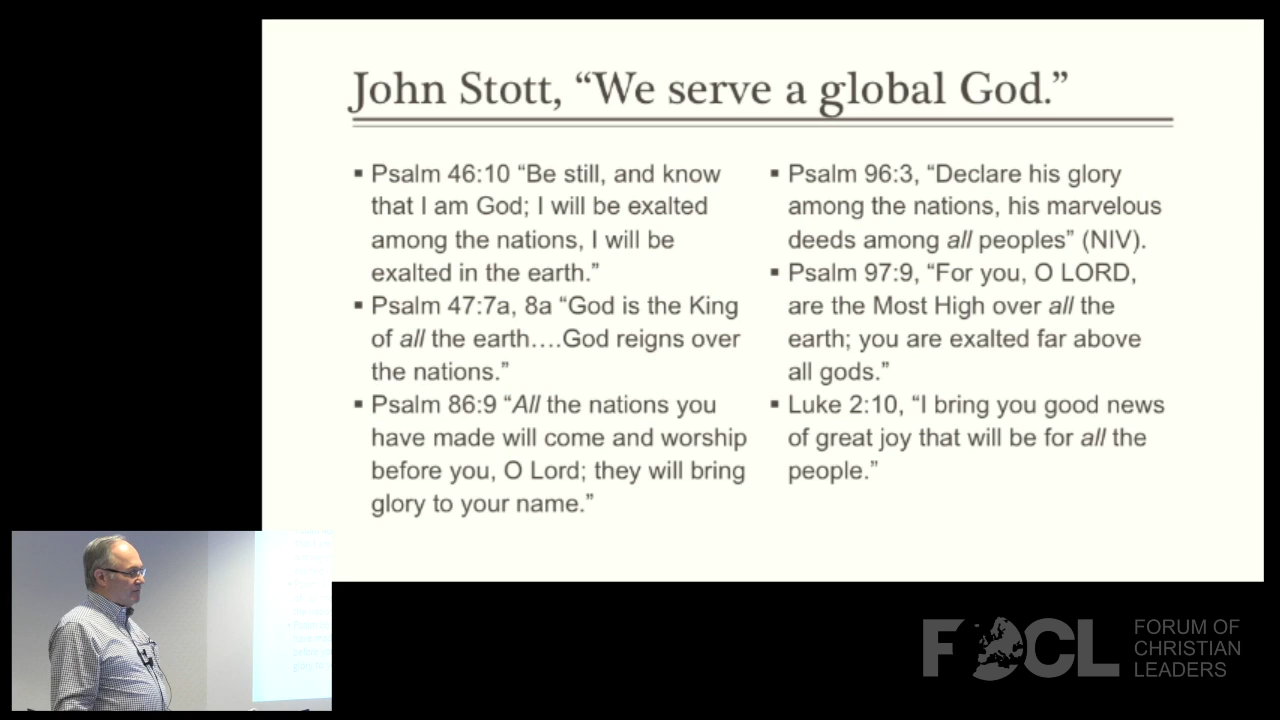 John Stott, “We serve a global God.”
▪ Psalm 46:10 “Be still, and know
that I am God; I will be exalted
among the nations, I will be
exalted in the earth.”
▪ Psalm 47:7a, 8a “God is the King
of all the earth….God reigns over
the nations.”
▪ Psalm 86:9 “All the nations you
have made will come and worship
before you, O Lord; they will bring
glory to your name.”
▪ Psalm 96:3, “Declare his glory
among the nations, his marvelous
deeds among all peoples” (NIV).
▪ Psalm 97:9, “For you, O LORD,
are the Most High over all the
earth; you are exalted far above
all gods.”
▪ Luke 2:10, “I bring you good news
of great joy that will be for all the
people.”
FOCL
FORUM OF
CHRISTIAN
LEADERS